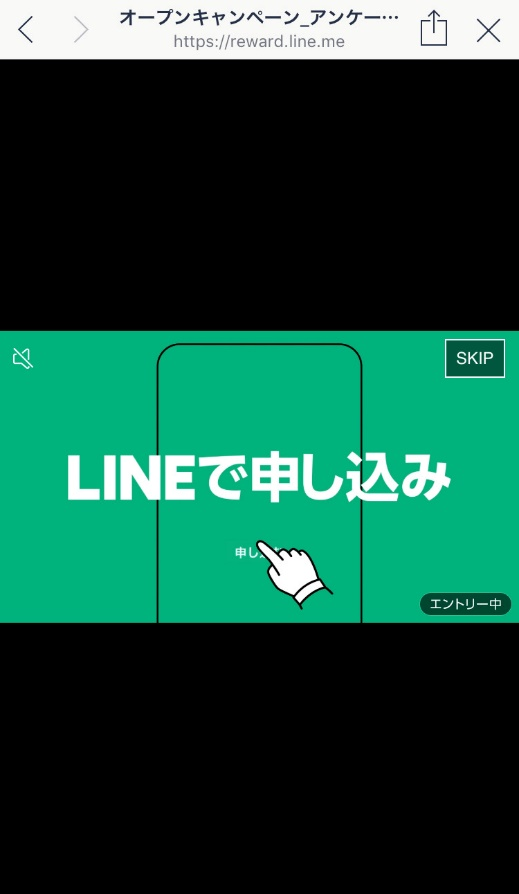 オープンキャンペーン_アンケー…
https://reward.line.me
SKIP
LINEで申し込み
申し
エントリー中